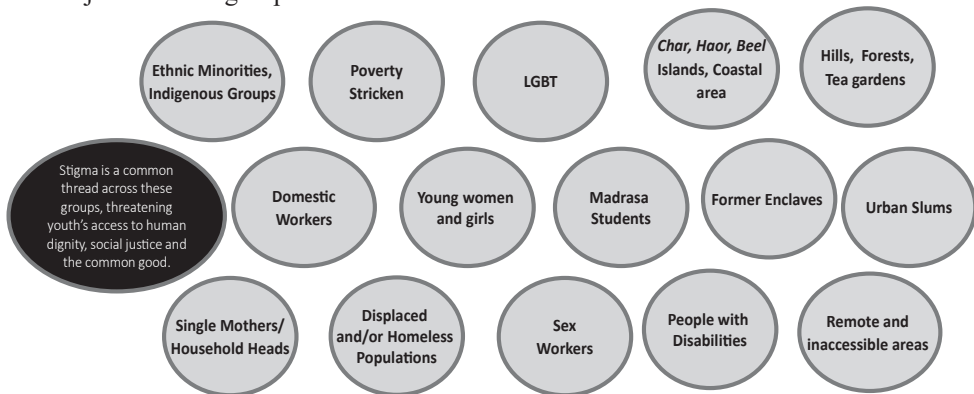 Ethnic Minorities,
Indigenous Groups
Poverty
Stricken
LGBT
Char, Haor, Beel
Islands, Coastal
area
Hills, Forests,
Tea gardens
Stigma is a common
thread across these
groups, threatening
youth's access to human
dignity, social justice and
the common good.
Domestic
Workers
Young women
and girls
Madrasa
Students
Former Enclaves
Urban Slums
Single Mothers/
Household Heads
Displaced
and/or Homeless
Populations
Sex
Workers
People with
Disabilities
Remote and
inaccessible areas